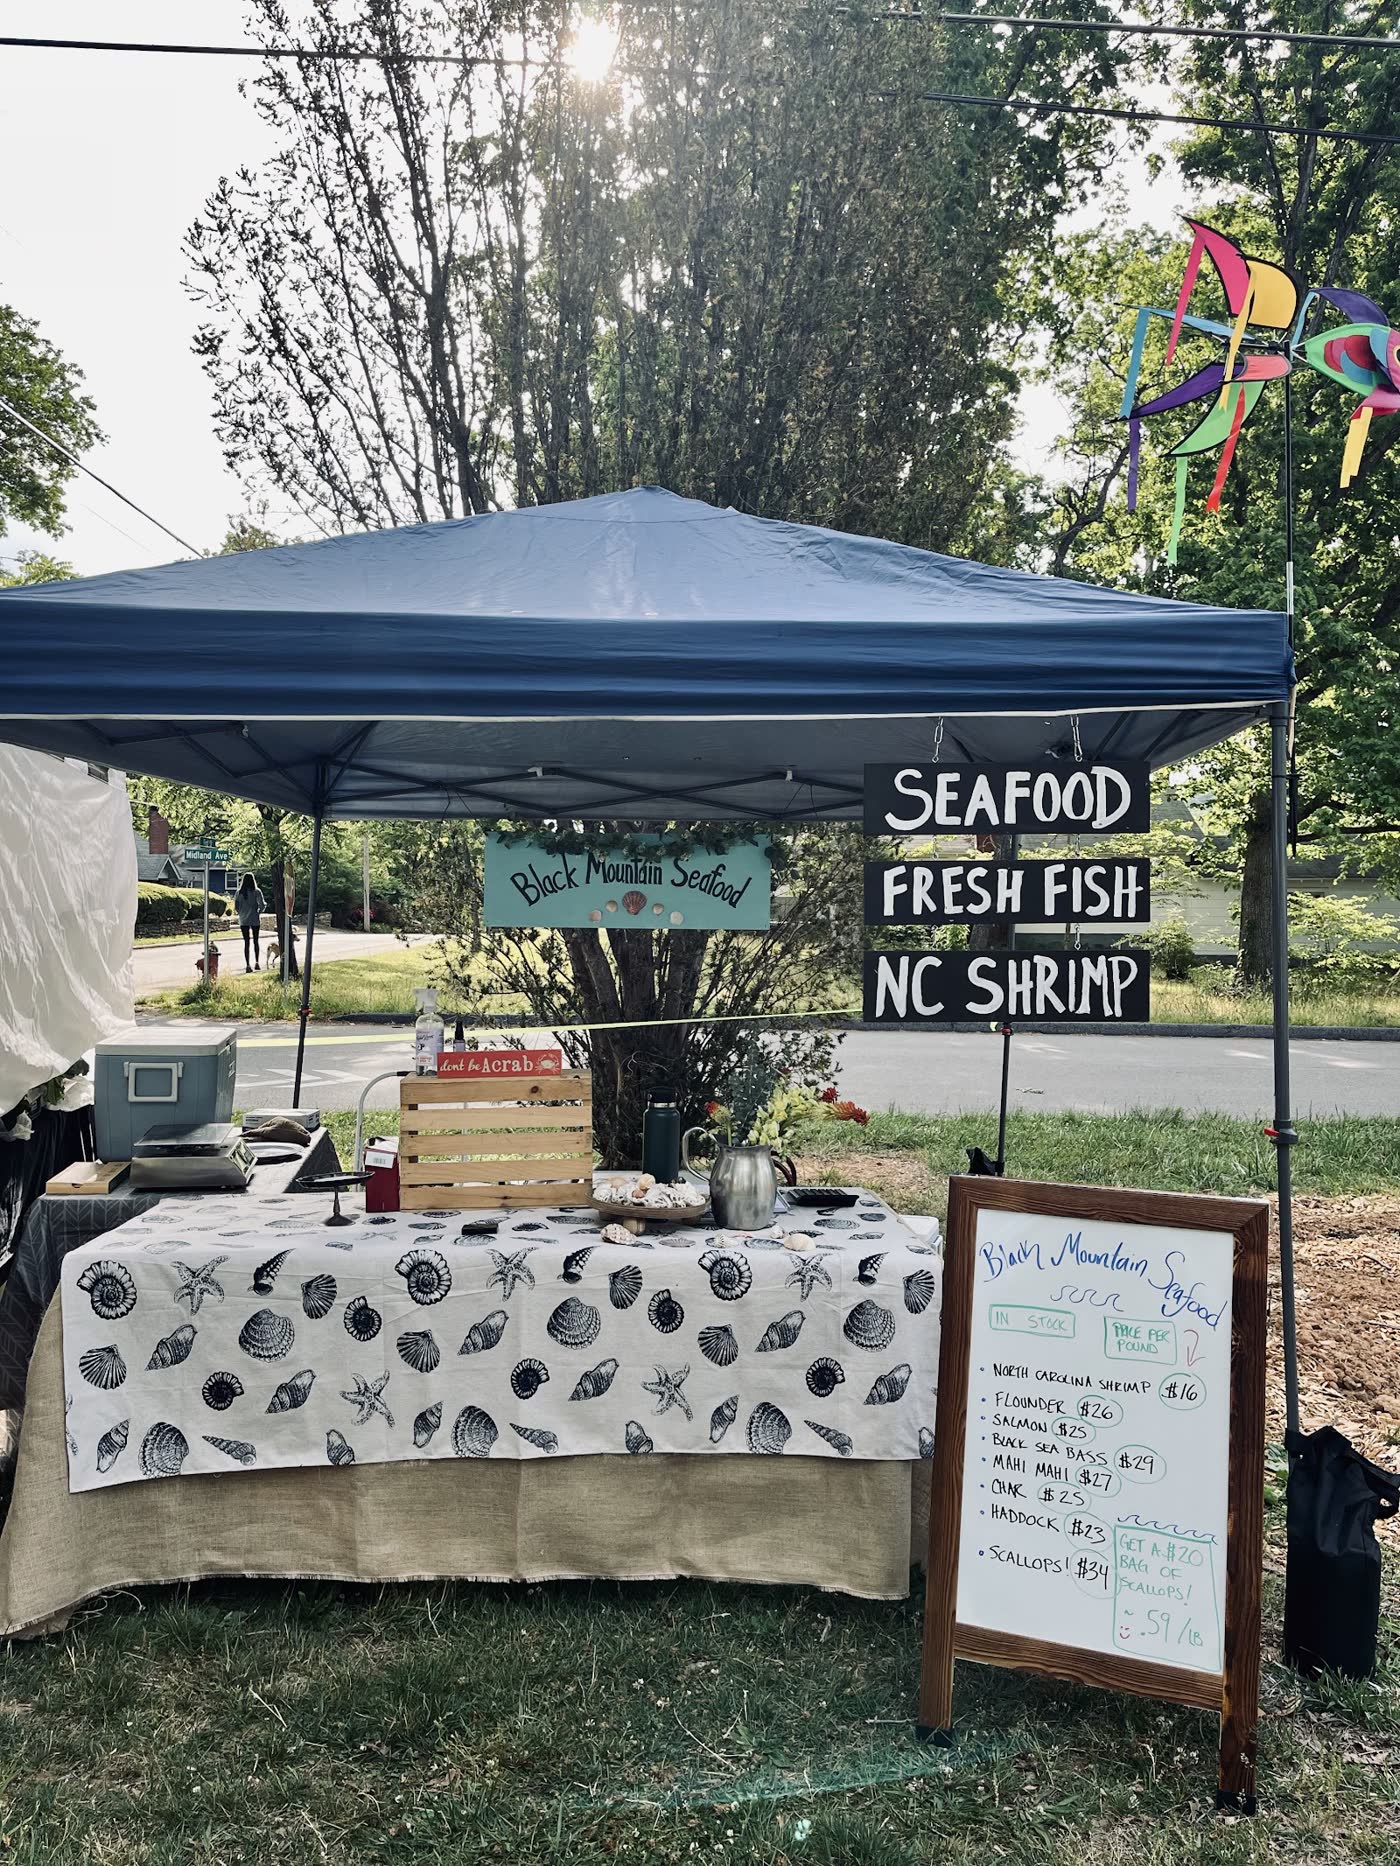 SEAFOOD
Black Mountain Seafood
FRESH FISH
NC SHRIMP
Midland Ave
dont be Acrab
Black Mountain Seafood
IN STOCK
PRICE PER
POUND
NORTH CAROLINA SHRIMP $16
FLOUNDER $26
SALMON $25
BLACK SEA BASS $29
MAHI MAHI $27
CHAR $25
HADDOCK $23
SCALLOPS! $34
GET A $20
BAG OF
SCALLOPS!
~ .59/LB